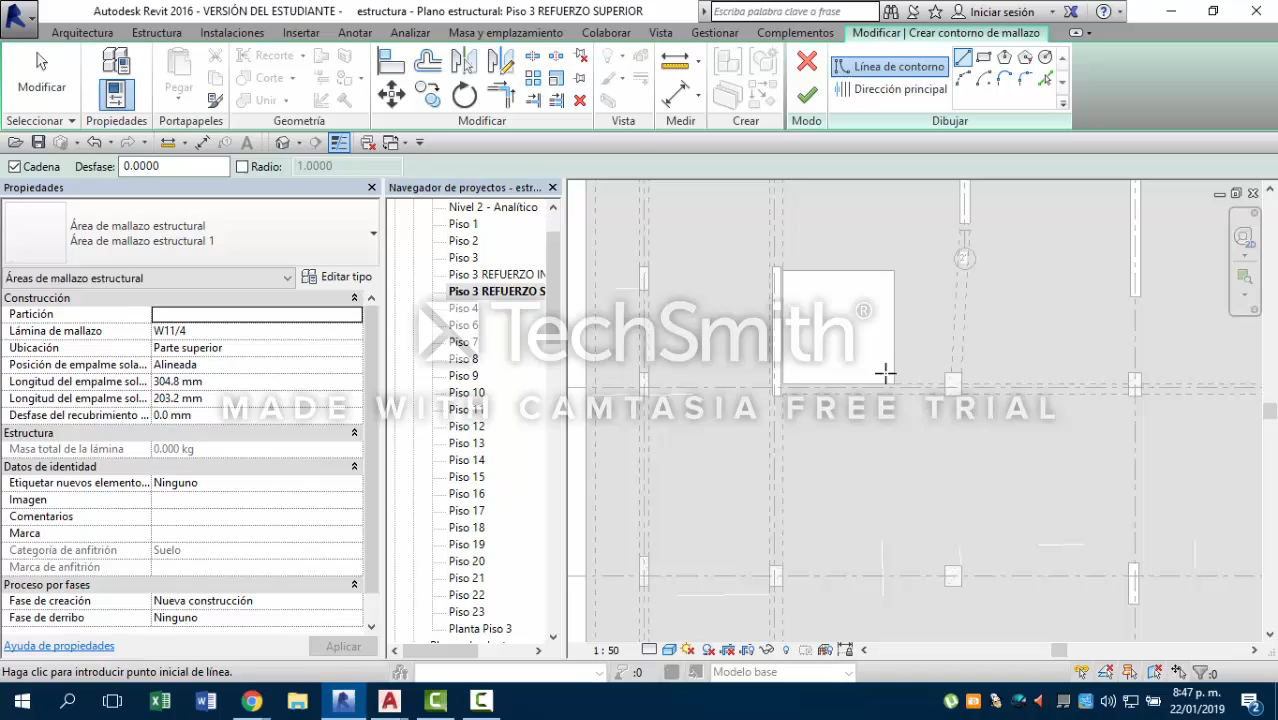 Autodesk Revit 2016 - VERSIÓN DEL ESTUDIANTE - estructura - Plano estructural: Piso 3 REFUERZO SUPERIOR
Escriba palabra clave o frase
Iniciar sesión
Arquitectura Estructura Instalaciones Insertar Anotar Analizar Masa y emplazamiento Colaborar Vista Gestionar Complementos Modificar | Crear contorno de mallazo
Modificar
Pegar
Recorte
Corte
Unir
Línea de contorno
Dirección principal
Seleccionar Propiedades Portapapeles Geometría Modificar Vista Medir Crear Modo Dibujar
Cadena Desfase: 0.0000 Radio: 1.0000
Propiedades
Área de mallazo estructural
Área de mallazo estructural 1
Áreas de mallazo estructural Editar tipo
Construcción
Partición
Lámina de mallazo W11/4
Ubicación Parte superior
Posición de empalme sola... Alineada
Longitud del empalme sol... 304.8 mm
Longitud del empalme sol... 203.2 mm
Desfase del recubrimiento ... 0.0 mm
Estructura
Masa total de la lámina 0.000 kg
Datos de identidad
Etiquetar nuevos elemento... Ninguno
Imagen
Comentarios
Marca
Categoría de anfitrión Suelo
Marca de anfitrión
Proceso por fases
Fase de creación Nueva construcción
Fase de derribo Ninguno
Ayuda de propiedades Aplicar
Navegador de proyectos - estr...
Nivel 2 - Analítico
Piso 1
Piso 2
Piso 3
Piso 3 REFUERZO IN
Piso 3 REFUERZO S
Piso 4
Piso 6
Piso 7
Piso 8
Piso 9
Piso 10
Piso 12
Piso 13
Piso 14
Piso 15
Piso 16
Piso 17
Piso 18
Piso 19
Piso 20
Piso 21
Piso 22
Piso 23
Planta Piso 3
TechSmith®
MADE WITH CAMTASIA FREE TRIAL
1 : 50
Haga clic para introducir punto inicial de línea.
:0
Modelo base
:0
8:47 p. m.
22/01/2019
2